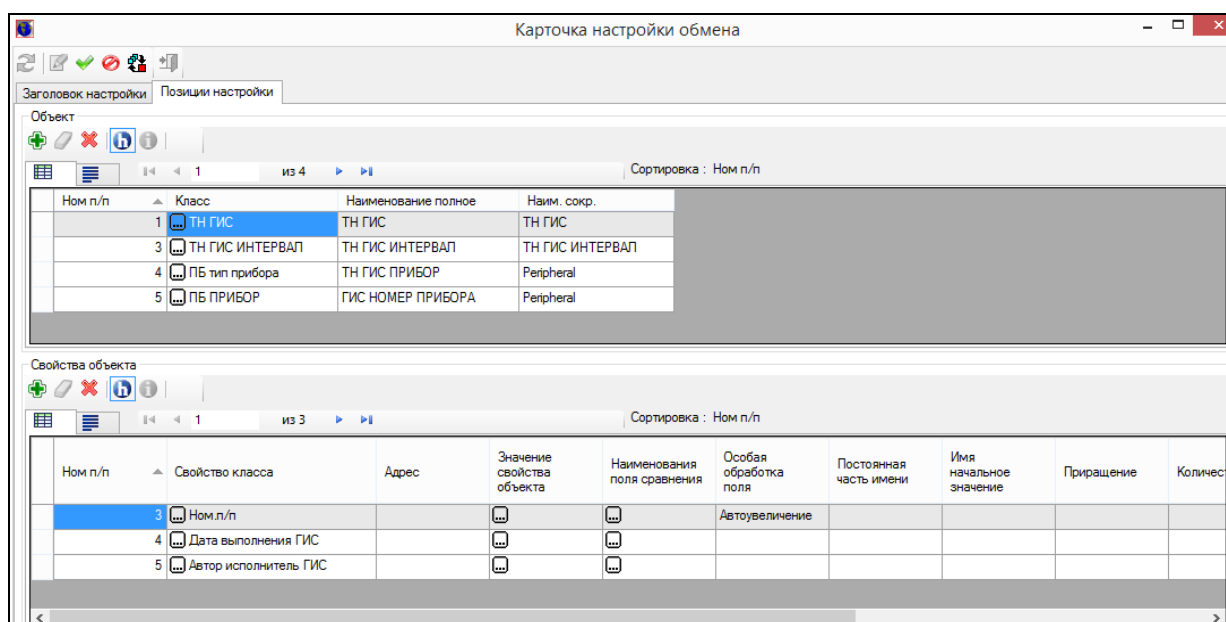 Карточка настройки обмена
Заголовок настройки Позиции настройки
Объект
1 из 4 Сортировка : Ном п/п
Ном п/п Класс Наименование полное Наим. сокр.
1 ... ТН ГИС ТН ГИС ТН ГИС
3 ... ТН ГИС ИНТЕРВАЛ ТН ГИС ИНТЕРВАЛ ТН ГИС ИНТЕРВАЛ
4 ... ПБ тип прибора ТН ГИС ПРИБОР Peripheral
5 ... ПБ ПРИБОР ГИС НОМЕР ПРИБОРА Peripheral
Свойства объекта
1 из 3 Сортировка : Ном п/п
Ном п/п Свойство класса Адрес Значение свойства объекта Наименования поля сравнения Особая обработка поля Постоянная часть имени Имя начальное значение Приращение Количес
3 ... Ном.п/п ... ... Автоувеличение
4 ... Дата выполнения ГИС ... ...
5 ... Автор исполнитель ГИС ... ...